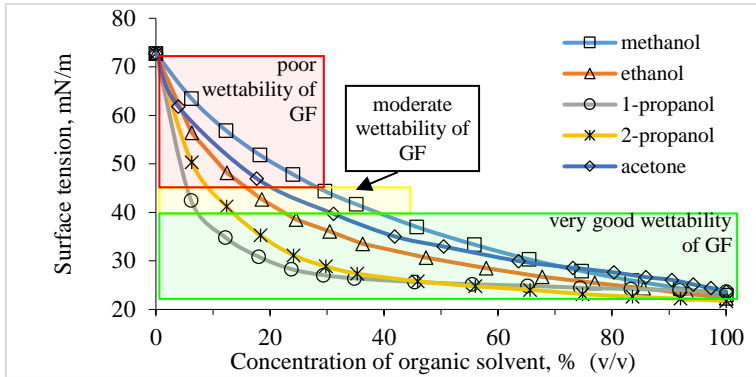 Surface tension, mN/m
80
70
60
50
40
30
20
poor
wettability of
GF
moderate
wettability of
GF
very good wettability
of GF
methanol
ethanol
1-propanol
2-propanol
acetone
0
20
40
60
80
100
Concentration of organic solvent, % (v/v)